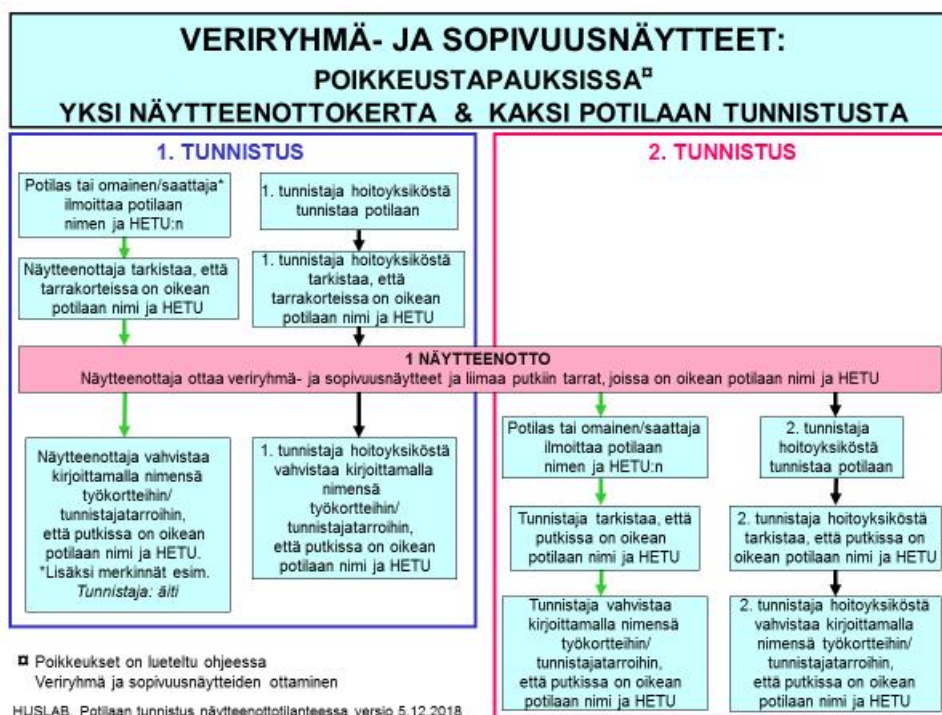 VERIRYHMÄ- JA SOPIVUUSNÄYTTEET:
POIKKEUSTAPAUKSISSA¤
YKSI NÄYTTEENOTTOKERTA & KAKSI POTILAAN TUNNISTUSTA
1. TUNNISTUS
Potilas tai omainen/saattaja*
ilmoittaa potilaan
nimen ja HETU:n
1. tunnistaja hoitoyksiköstä
tunnistaa potilaan
Näytteenottaja tarkistaa, että
tarrakorteissa on oikean
potilaan nimi ja HETU
1. tunnistaja hoitoyksiköstä
tarkistaa, että
tarrakorteissa on oikean
potilaan nimi ja HETU
2. TUNNISTUS
1 NÄYTTEENOTTO
Näytteenottaja ottaa veriryhmä- ja sopivuusnäytteet ja liimaa putkiin tarrat, joissa on oikean potilaan nimi ja HETU
Näytteenottaja vahvistaa
kirjoittamalla nimensä
työkortteihin/
tunnistajatarroihin,
että putkissa on oikean
potilaan nimi ja HETU.
*Lisäksi merkinnät esim.
Tunnistaja: äiti
1. tunnistaja hoitoyksiköstä
vahvistaa kirjoittamalla
nimensä
työkortteihin/
tunnistajatarroihin,
että putkissa on oikean
potilaan nimi ja HETU
Potilas tai omainen/saattaja
ilmoittaa potilaan
nimen ja HETU:n
2. tunnistaja
hoitoyksiköstä
tunnistaa potilaan
Tunnistaja tarkistaa, että
putkissa on oikean
potilaan nimi ja HETU
2. tunnistaja hoitoyksiköstä
tarkistaa, että putkissa on
oikean potilaan nimi ja HETU
Tunnistaja vahvistaa
kirjoittamalla nimensä
työkortteihin/
tunnistajatarroihin,
että putkissa on oikean
potilaan nimi ja HETU
2. tunnistaja hoitoyksiköstä
vahvistaa kirjoittamalla
nimensä työkortteihin/
tunnistajatarroihin,
että putkissa on oikean
potilaan nimi ja HETU
¤ Poikkeukset on lueteltu ohjeessa
Veriryhmä ja sopivuusnäytteiden ottaminen
HUSLAB, Potilaan tunnistus näytteenottotilanteessa versio 5.12.2018